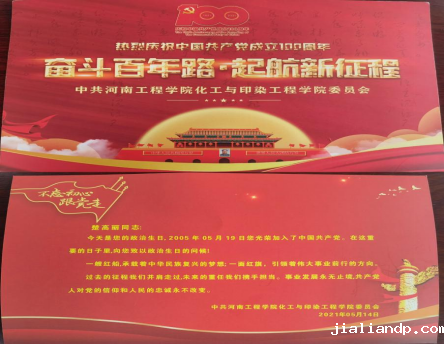 100
热烈庆祝中国共产党成立100周年
奋斗百年路·起航新征程
中共河南工程学院化工与印染工程学院委员会
不忘初心
跟党走
楚高丽同志:
今天是您的政治生日,2005年05月19日您光荣加入了中国共产党。在这重
要的日子里,向您致以政治生日的问候!
一艘红船,承载着中华民族复兴的梦想;一面红旗,引领着伟大事业前行的方向。
过去的征程我们并肩走过,未来的责任我们携手担当。事业发展永无止境,共产党
人对党的信仰和人民的忠诚永不改变。
中共河南工程学院化工与印染工程学院委员会
2021年05月14日
jialiandp.com